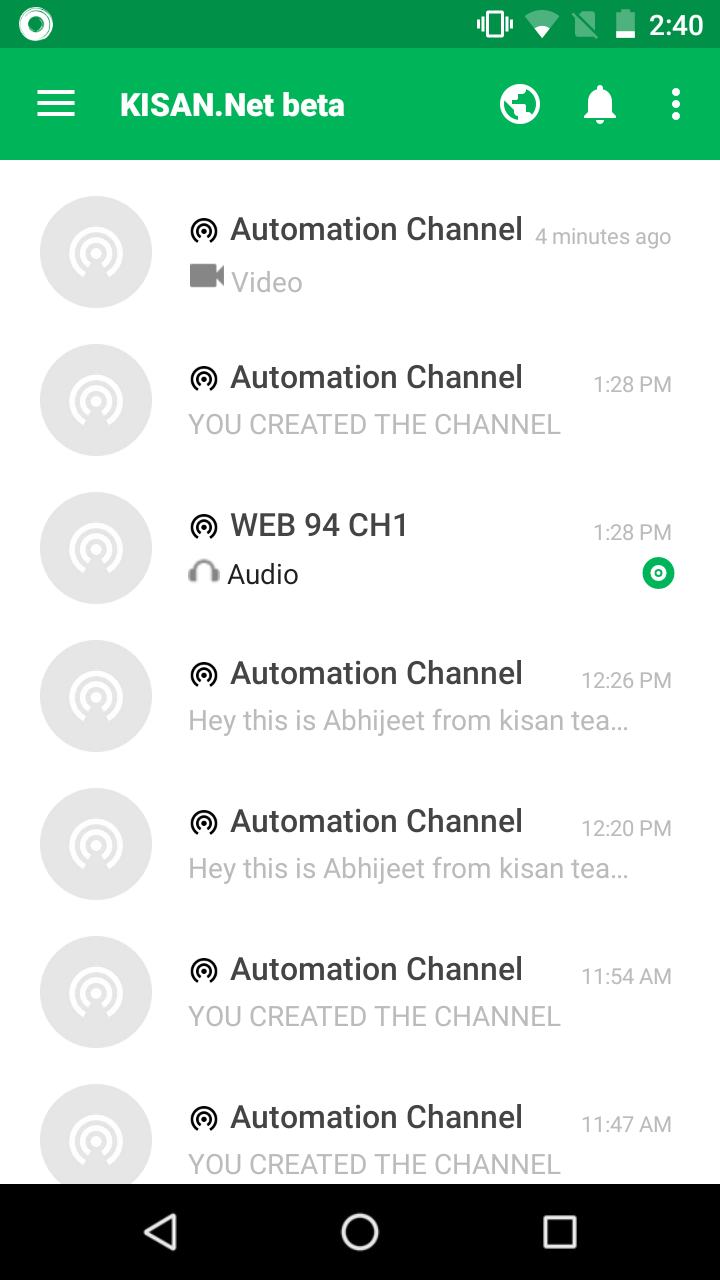 2:40
KISAN.Net beta
Automation Channel 4 minutes ago
Video
Automation Channel 1:28 PM
YOU CREATED THE CHANNEL
WEB 94 CH1 1:28 PM
Audio
Automation Channel 12:26 PM
Hey this is Abhijeet from kisan tea...
Automation Channel 12:20 PM
Hey this is Abhijeet from kisan tea...
Automation Channel 11:54 AM
YOU CREATED THE CHANNEL
Automation Channel 11:47 AM
YOU CREATED THE CHANNEL